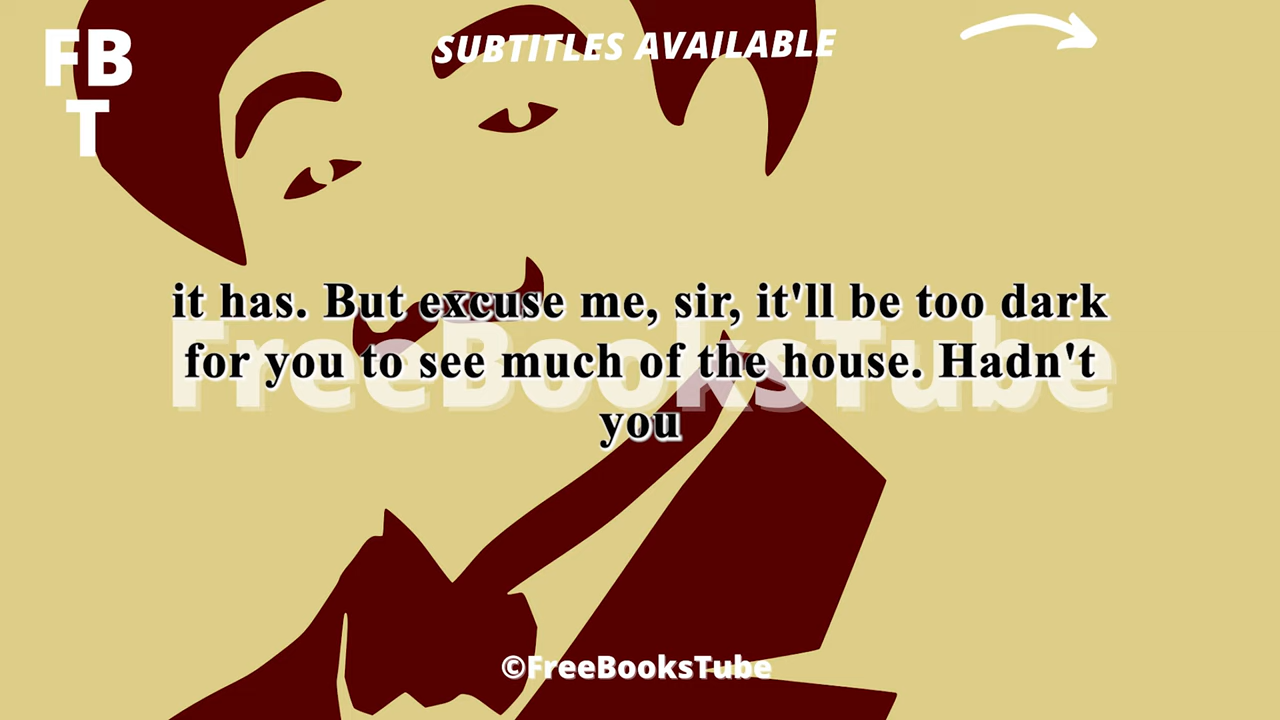 FB
T
SUBTITLES AVAILABLE
it has. But excuse me, sir, it'll be too dark
for you to see much of the house. Hadn't
you
FreeBooksTube
©FreeBooksTube